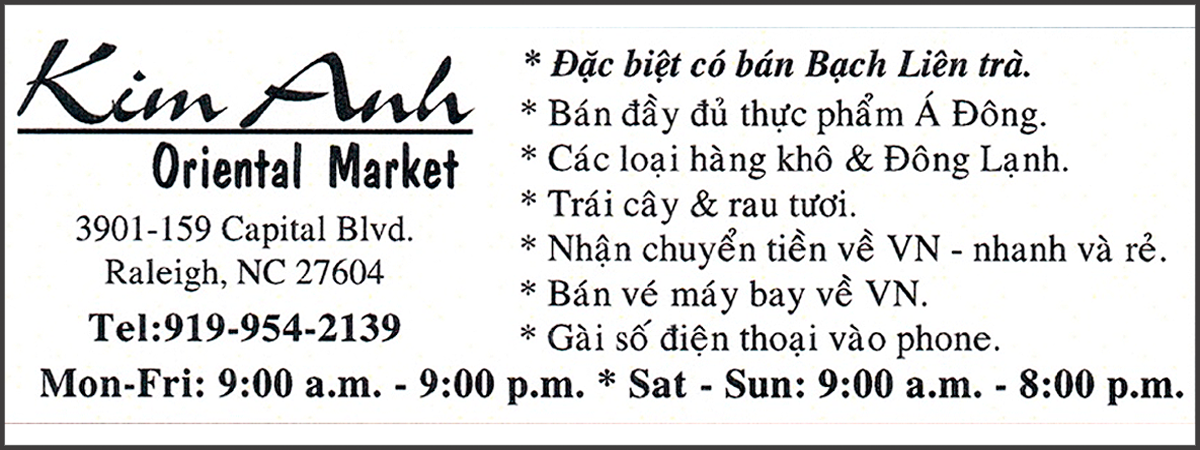 Kim Anh
Oriental Market
3901-159 Capital Blvd.
Raleigh, NC 27604
Tel:919-954-2139
* Đặc biệt có bán Bạch Liên trà.
* Bán đầy đủ thực phẩm Á Đông.
* Các loại hàng khô & Đông Lạnh.
* Trái cây & rau tươi.
* Nhận chuyển tiền về VN - nhanh và rẻ.
* Bán vé máy bay về VN.
* Gài số điện thoại vào phone.
Mon-Fri: 9:00 a.m. - 9:00 p.m. * Sat - Sun: 9:00 a.m. - 8:00 p.m.